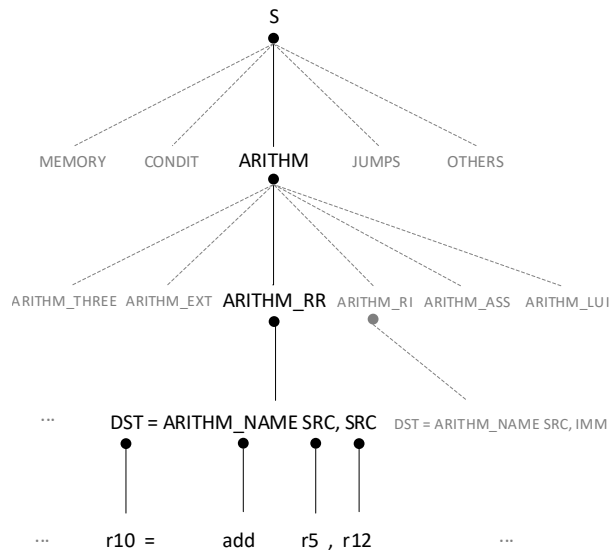 S
MEMORY CONDIT ARITHM JUMPS OTHERS
ARITHM_THREE ARITHM_EXT ARITHM_RR ARITHM_RI ARITHM_ASS ARITHM_LUI
... DST = ARITHM_NAME SRC, SRC DST = ARITHM_NAME SRC, IMM
... r10 = add r5 , r12 ...